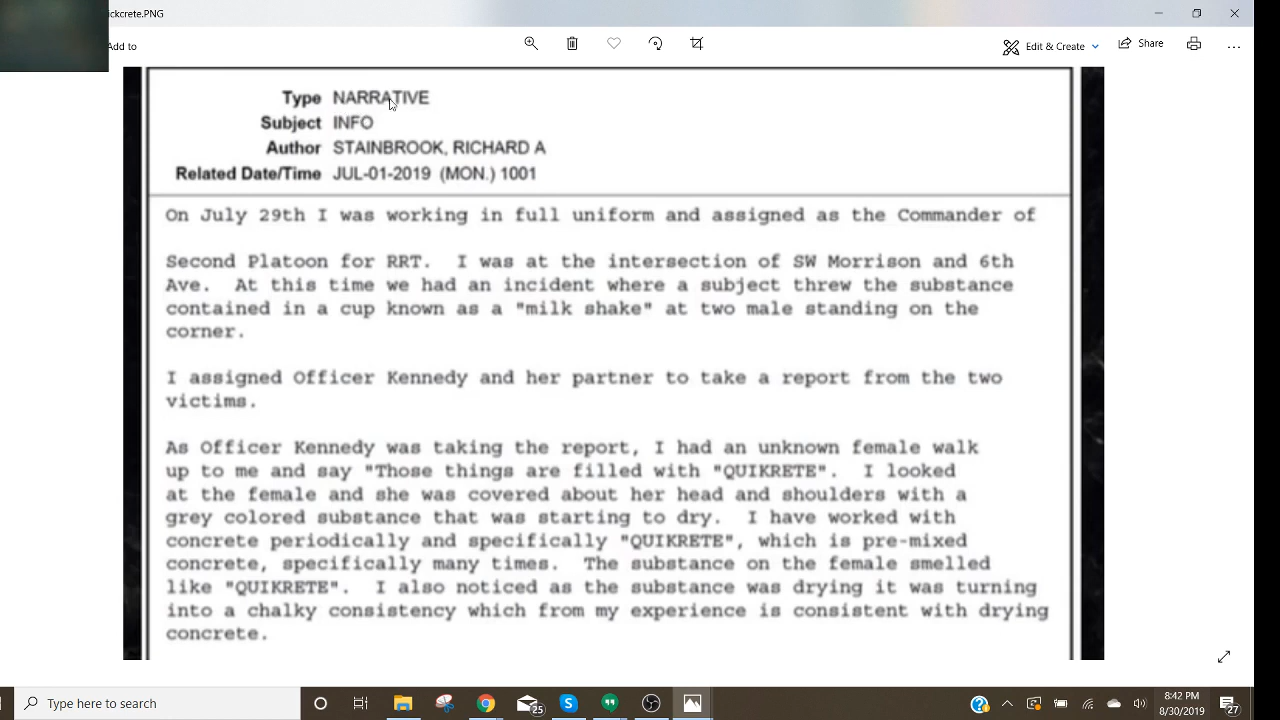 ickcrete.PNG
dd to
Edit & Create
Share
Type NARRATIVE
Subject INFO
Author STAINBROOK, RICHARD A
Related Date/Time JUL-01-2019 (MON.) 1001
On July 29th I was working in full uniform and assigned as the Commander of
Second Platoon for RRT. I was at the intersection of SW Morrison and 6th
Ave. At this time we had an incident where a subject threw the substance
contained in a cup known as a "milk shake" at two male standing on the
corner.
I assigned Officer Kennedy and her partner to take a report from the two
victims.
As Officer Kennedy was taking the report, I had an unknown female walk
up to me and say "Those things are filled with "QUIKRETE". I looked
at the female and she was covered about her head and shoulders with a
grey colored substance that was starting to dry. I have worked with
concrete periodically and specifically "QUIKRETE", which is pre-mixed
concrete, specifically many times. The substance on the female smelled
like "QUIKRETE". I also noticed as the substance was drying it was turning
into a chalky consistency which from my experience is consistent with drying
concrete.
Type here to search
25
8:42 PM
8/30/2019
27